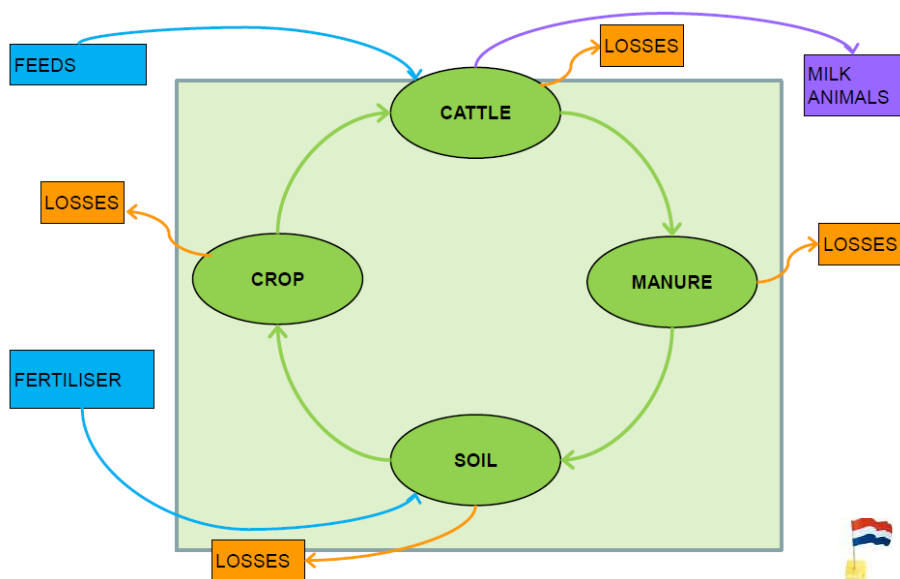 LOSSES
FEEDS
MILK
ANIMALS
CATTLE
LOSSES
LOSSES
CROP
MANURE
FERTILISER
SOIL
LOSSES